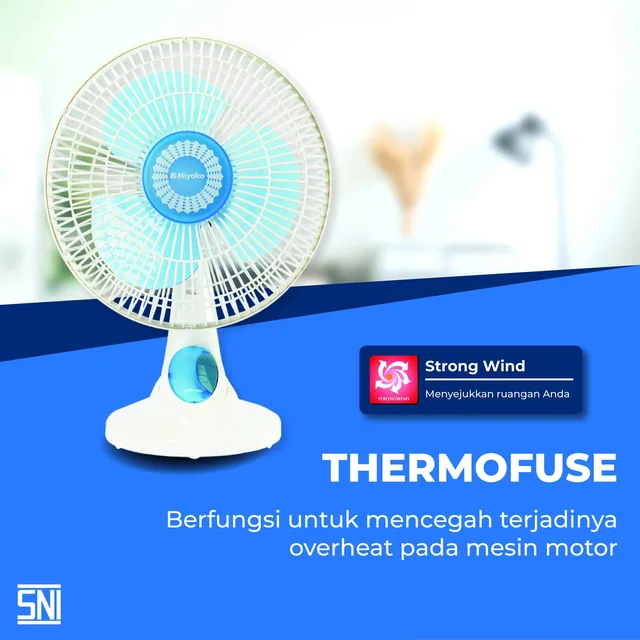 Miyako
Strong Wind
STRONGWIND
Menyejukkan ruangan Anda
THERMOFUSE
Berfungsi untuk mencegah terjadinya
overheat pada mesin motor
SNI